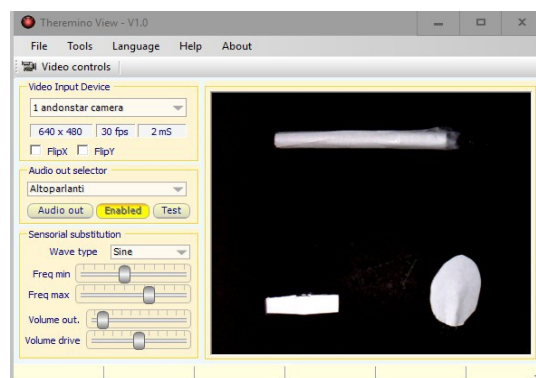 Theremino View - V1.0
File Tools Language Help About
Video controls
Video Input Device
1 andonstar camera
640 x 480 30 fps 2 mS
FlipX FlipY
Audio out selector
Altoparlanti
Audio out Enabled Test
Sensorial substitution
Wave type Sine
Freq min
Freq max
Volume out.
Volume drive